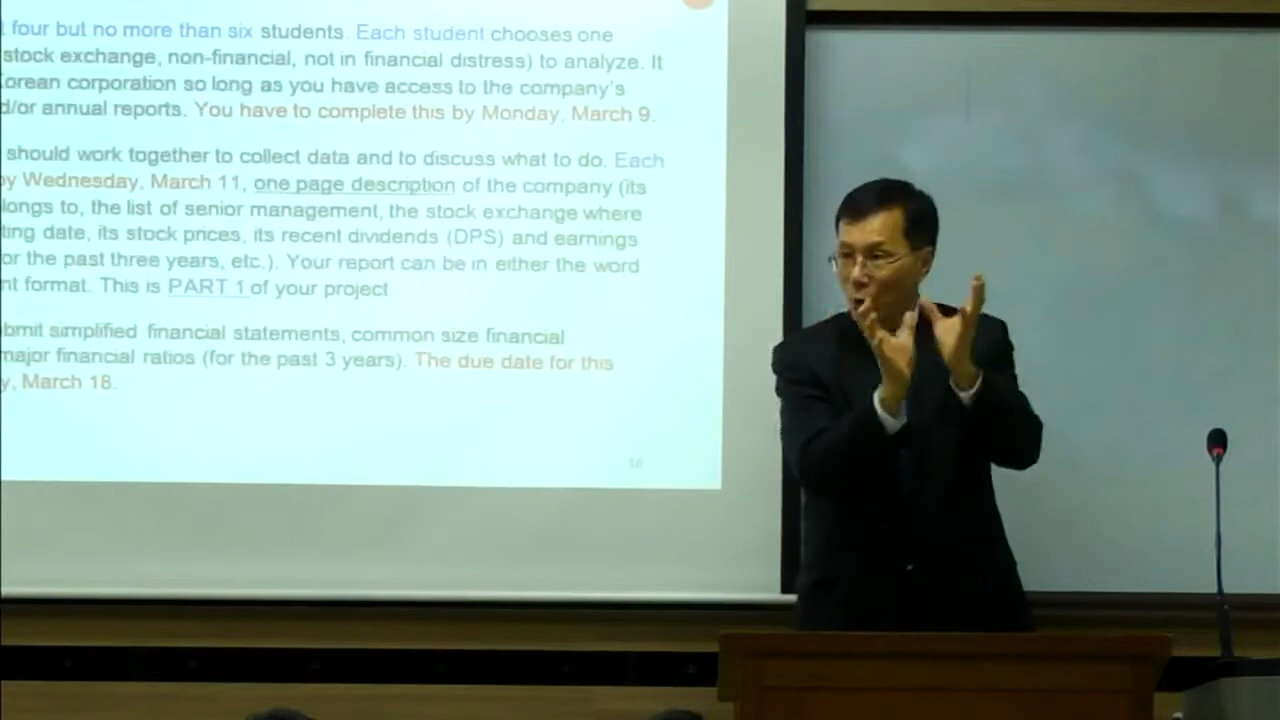 four but no more than six students. Each student chooses one
stock exchange, non-financial, not in financial distress) to analyze. It
orean corporation so long as you have access to the company's
d/or annual reports. You have to complete this by Monday, March 9.
should work together to collect data and to discuss what to do. Each
by Wednesday, March 11, one page description of the company (its
longs to, the list of senior management, the stock exchange where
ting date, its stock prices, its recent dividends (DPS) and earnings
or the past three years, etc.). Your report can be in either the word
nt format. This is PART 1 of your project
bmit simplified financial statements, common size financial
major financial ratios (for the past 3 years). The due date for this
y, March 18.